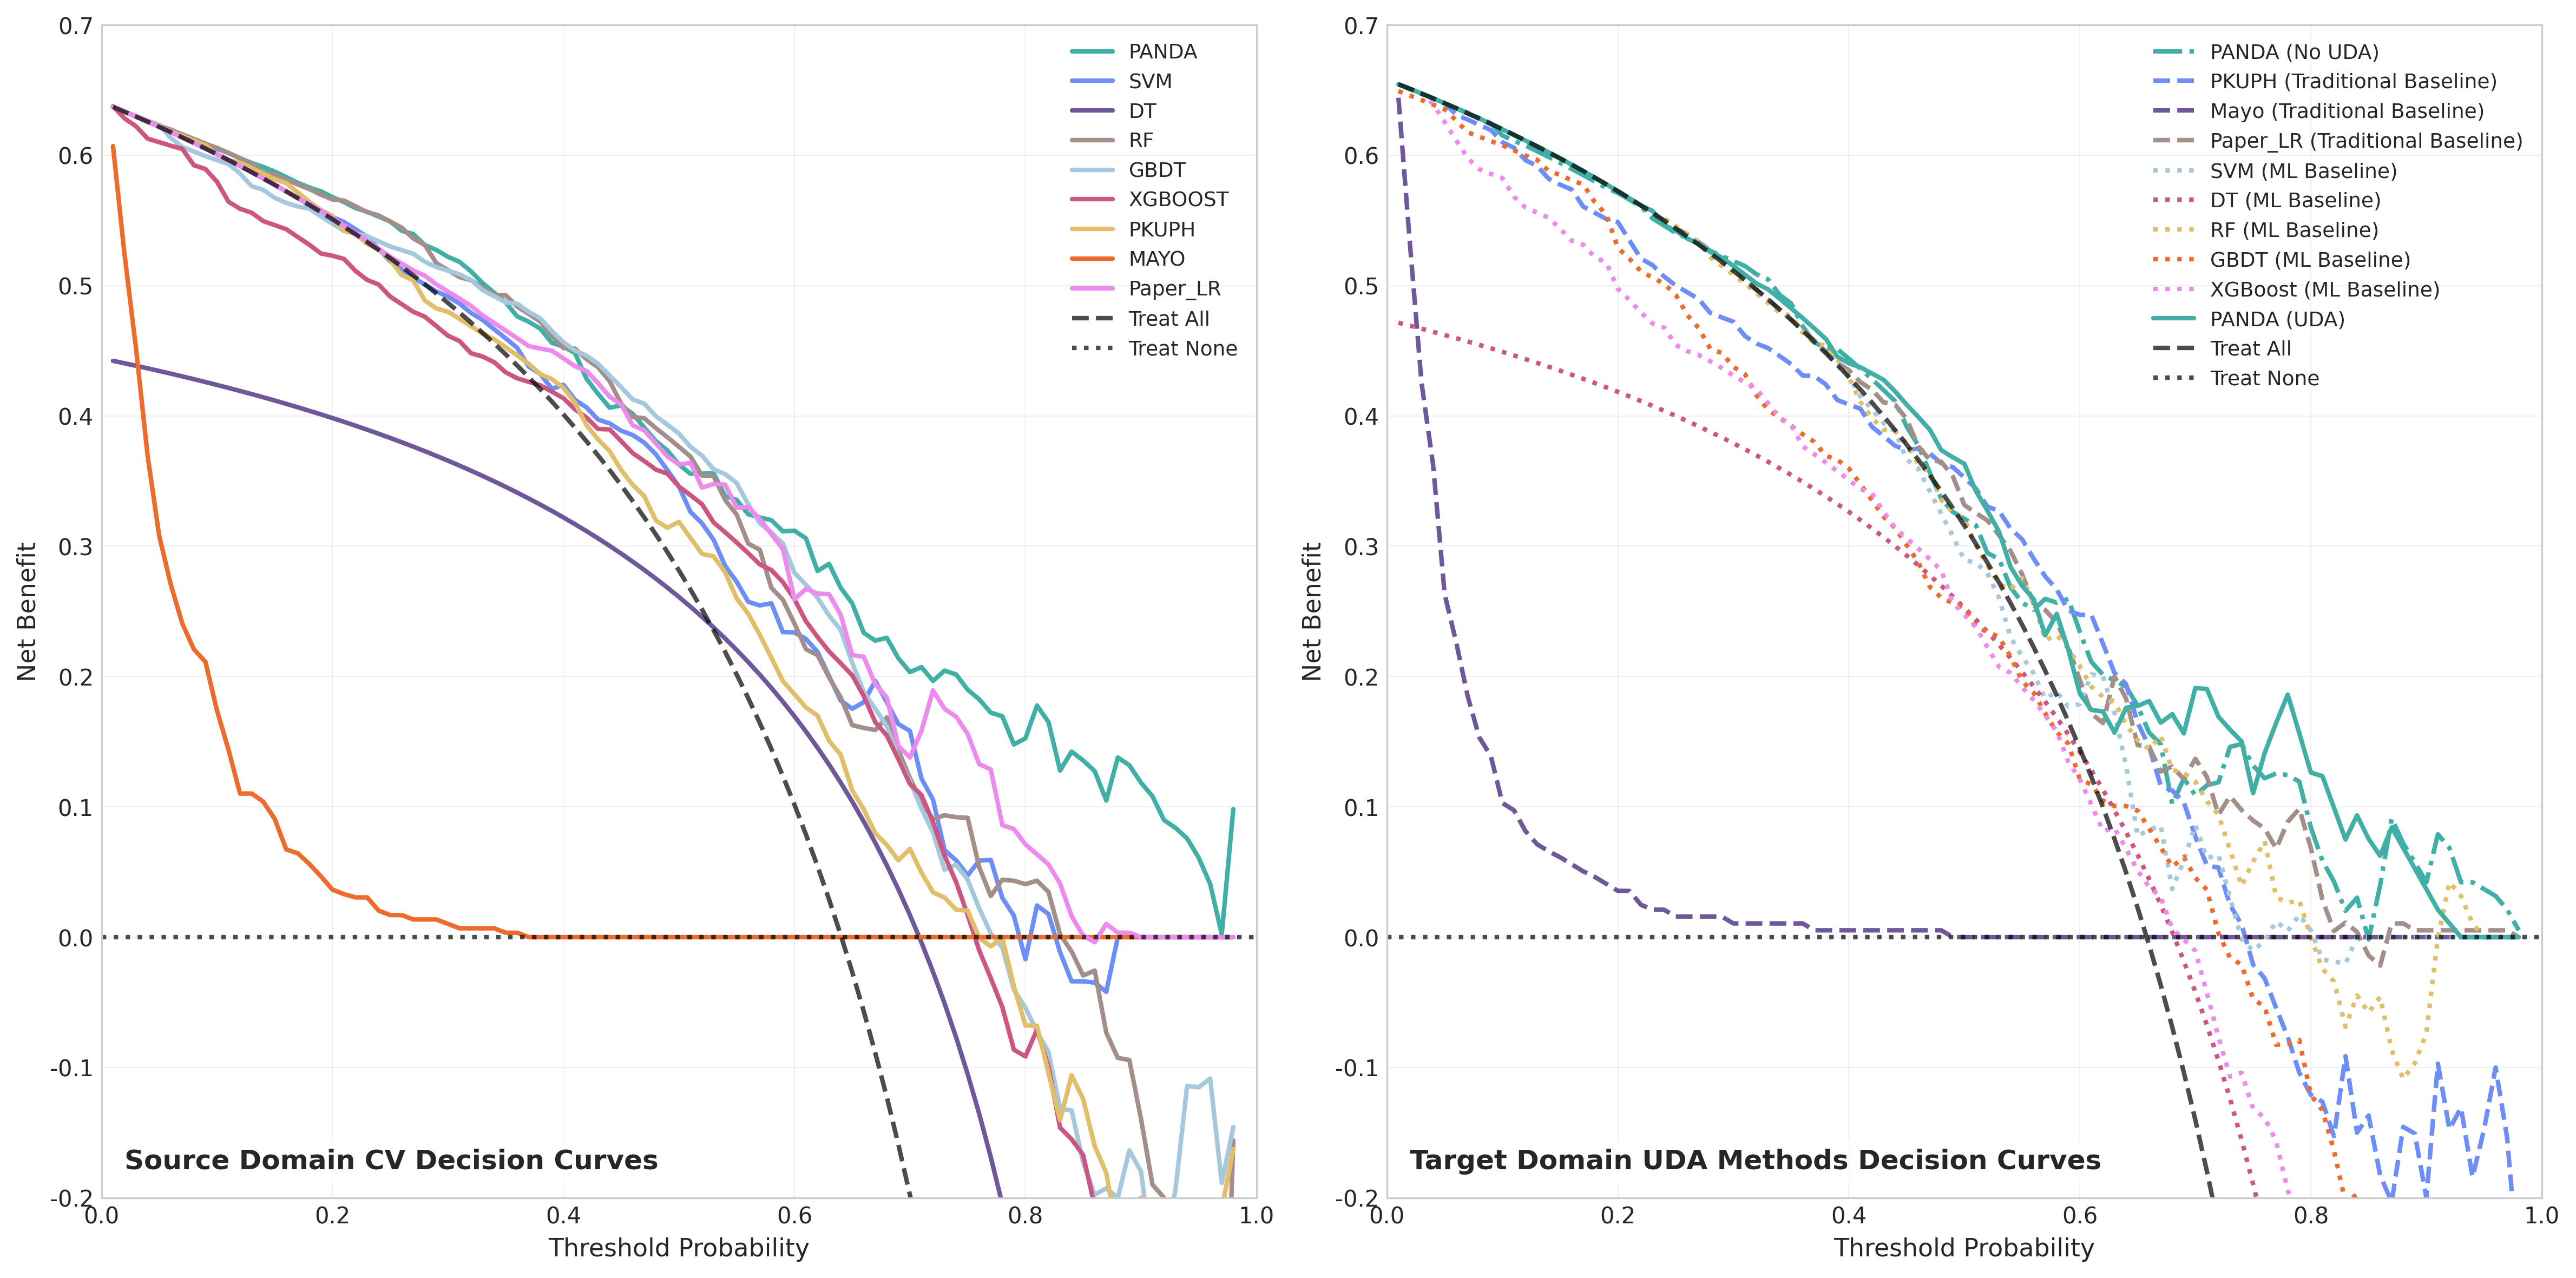 0.7
0.6
0.5
0.4
0.3
0.2
0.1
0.0
-0.1
-0.2
Net Benefit
0.0
0.2
0.4
0.6
0.8
1.0
Threshold Probability
PANDA
SVM
DT
RF
GBDT
XGBOOST
PKUPH
MAYO
Paper_LR
Treat All
Treat None
Source Domain CV Decision Curves
0.7
0.6
0.5
0.4
0.3
0.2
0.1
0.0
-0.1
-0.2
Net Benefit
0.0
0.2
0.4
0.6
0.8
1.0
Threshold Probability
PANDA (No UDA)
PKUPH (Traditional Baseline)
Mayo (Traditional Baseline)
Paper_LR (Traditional Baseline)
SVM (ML Baseline)
DT (ML Baseline)
RF (ML Baseline)
GBDT (ML Baseline)
XGBoost (ML Baseline)
PANDA (UDA)
Treat All
Treat None
Target Domain UDA Methods Decision Curves